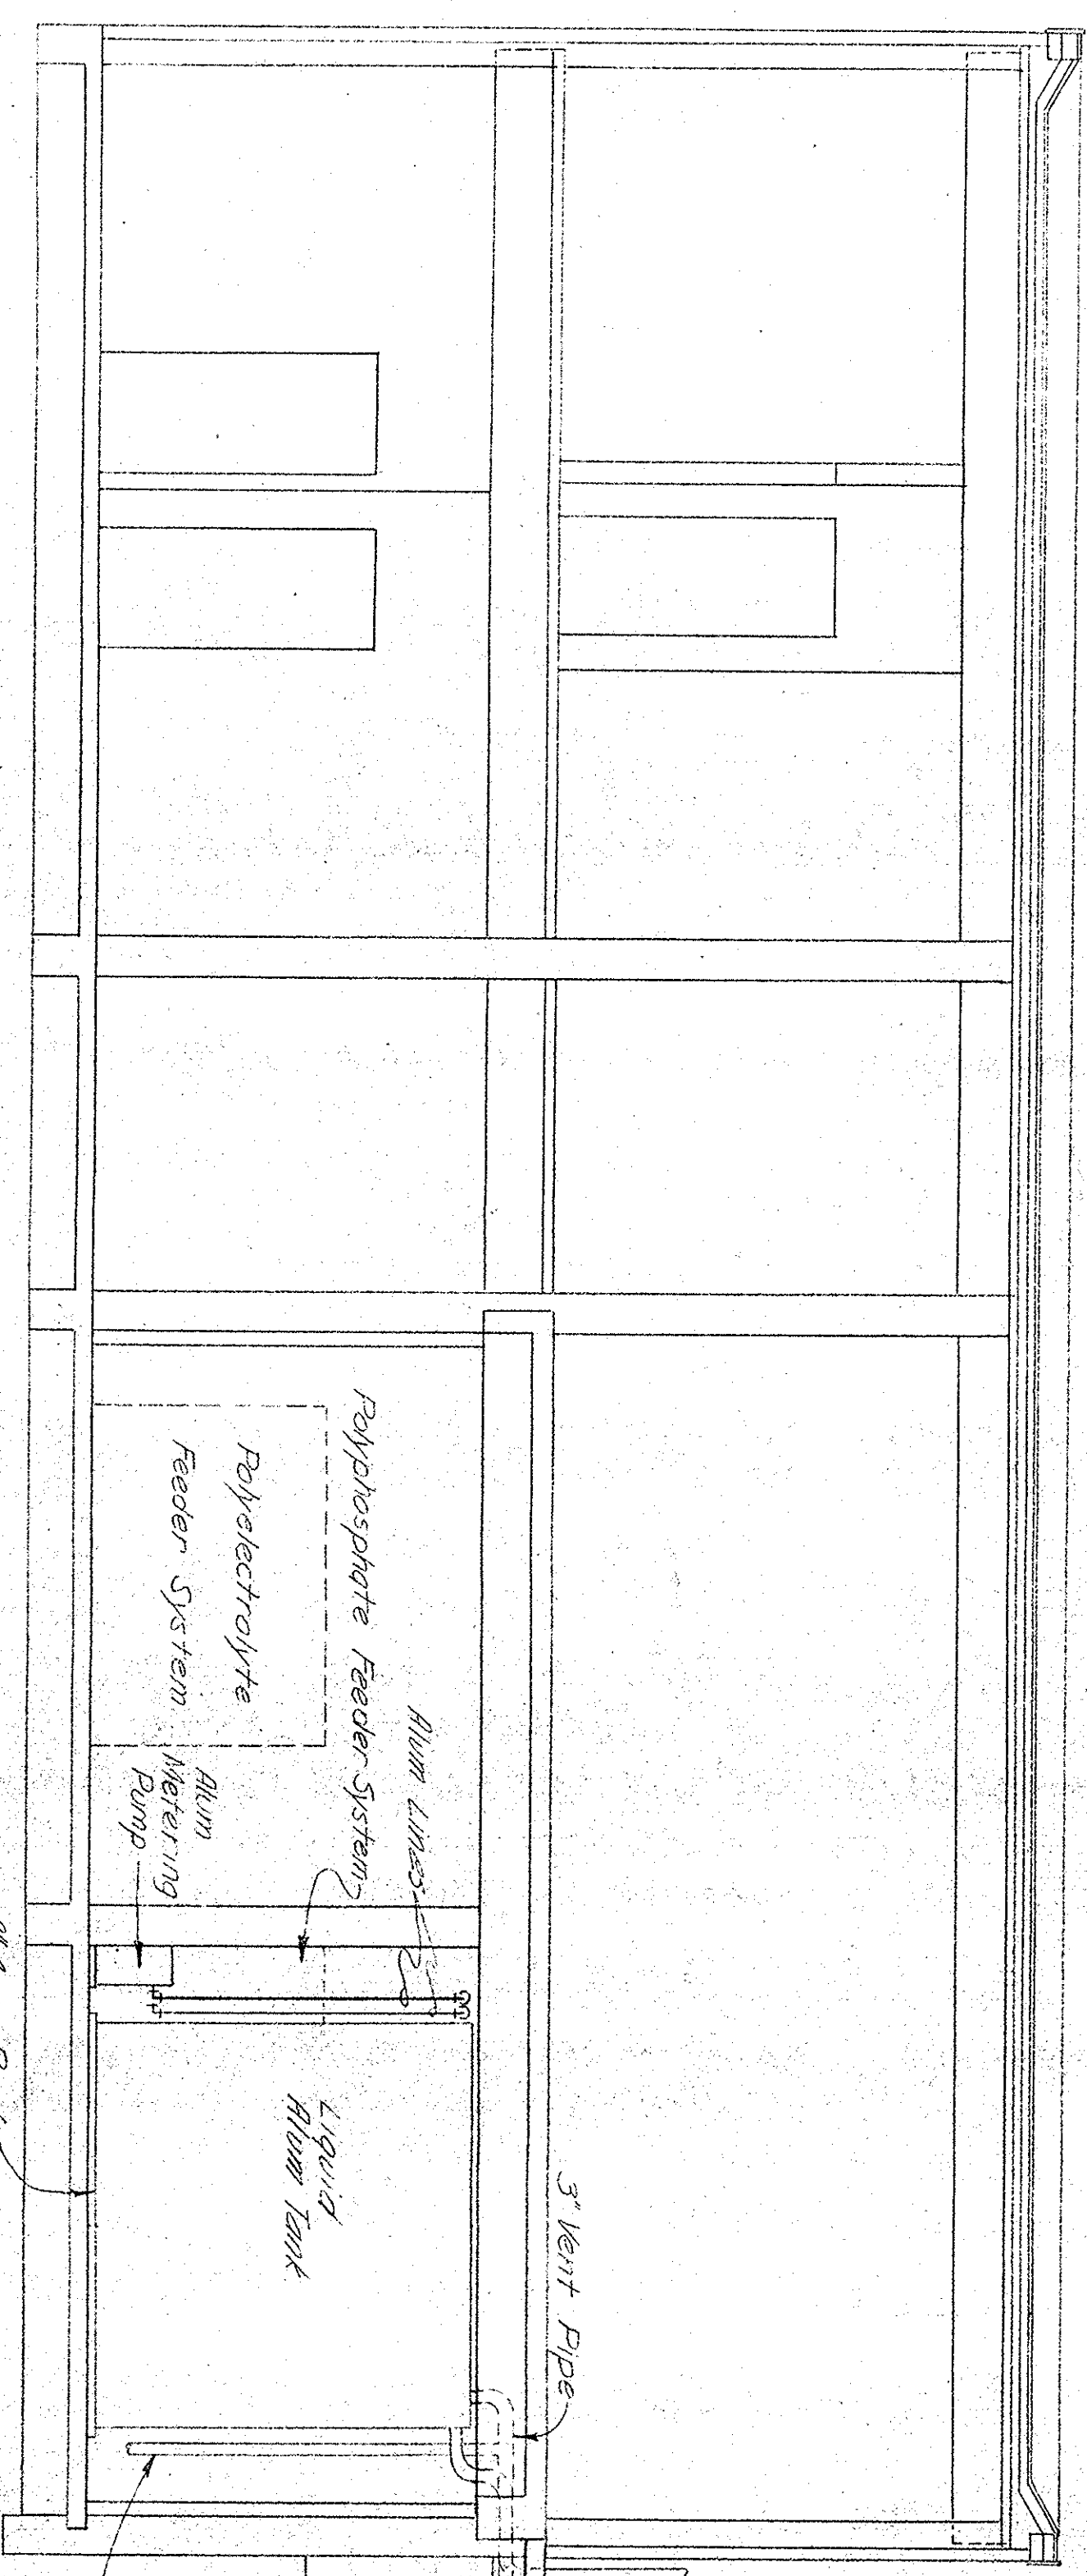 3" Vent Pipe
Alum Lines
Polyphosphate Feeder System
Polyelectrolyte
Feeder System
Alum
Metering
Pump
Liquid
Alum Tank